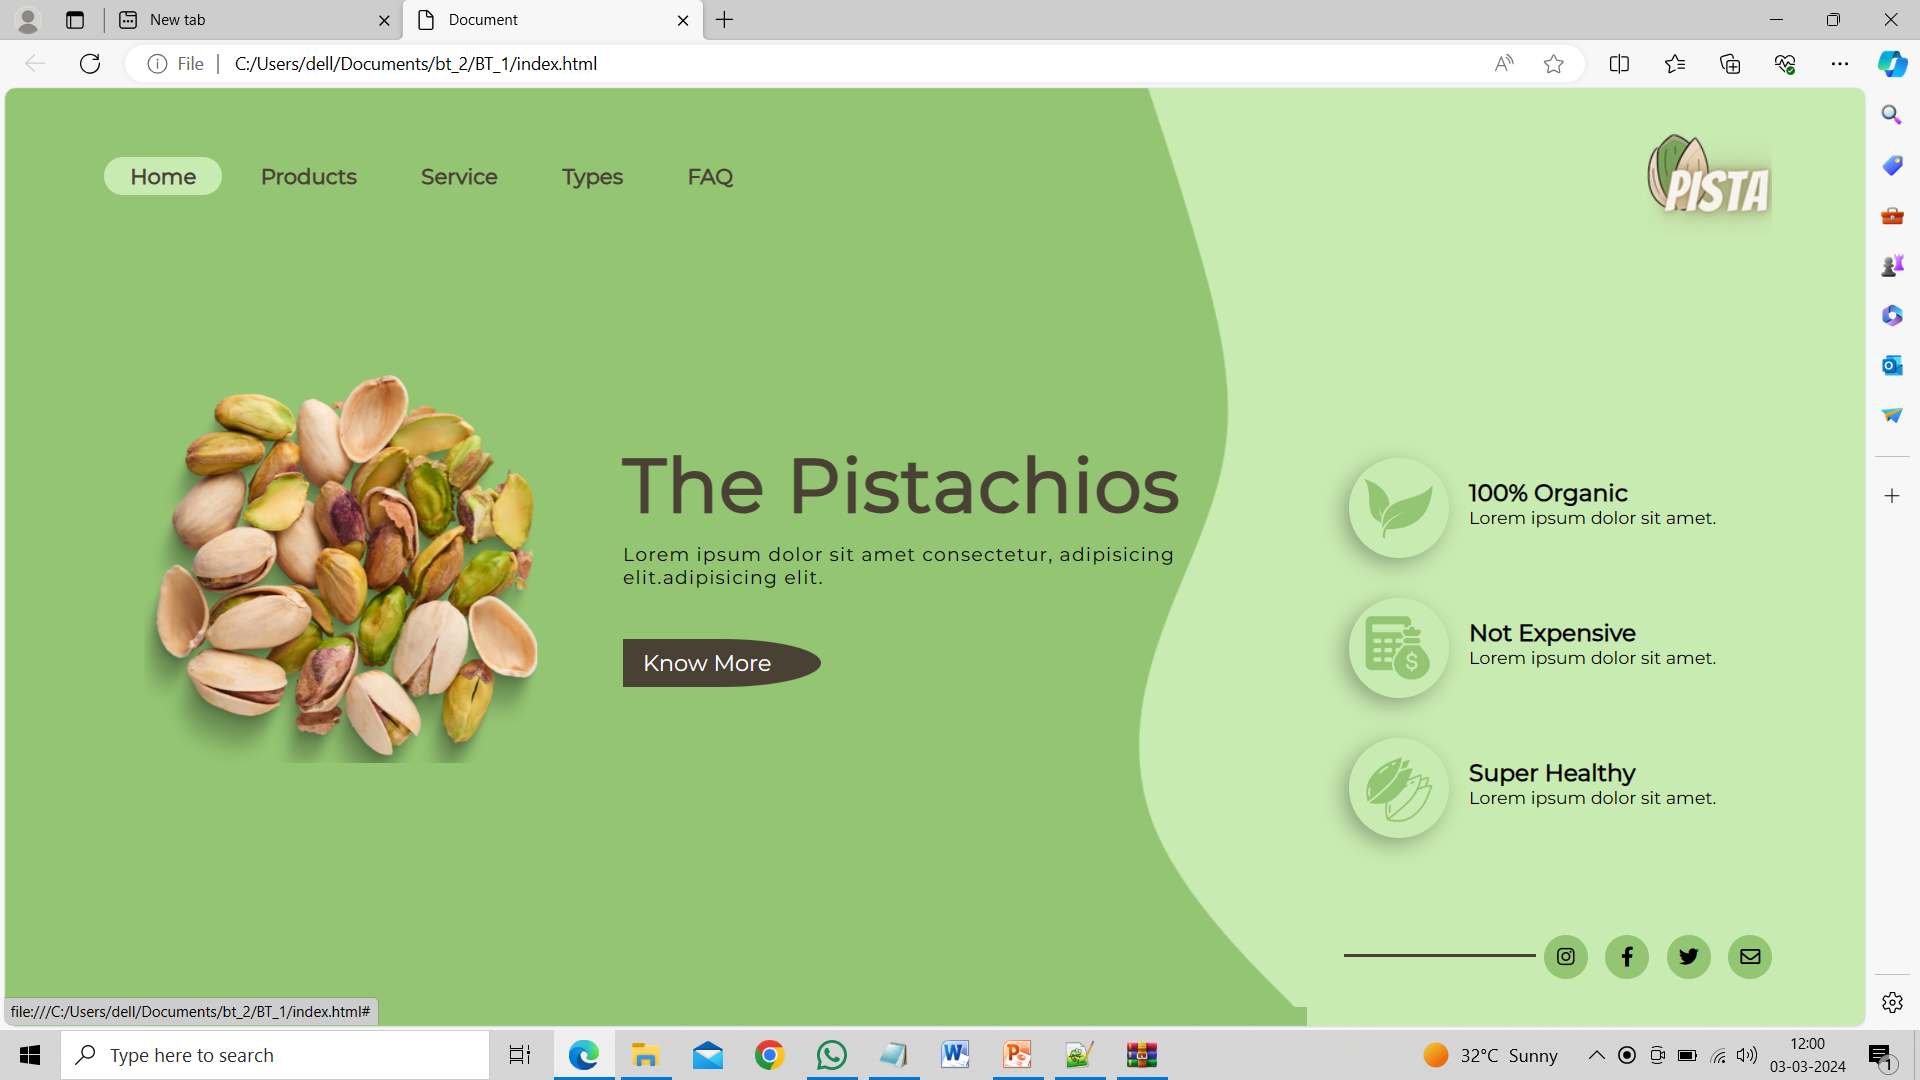 New tab
Document
File
C:/Users/dell/Documents/bt_2/BT_1/index.html
Home Products Service Types FAQ
PISTA
The Pistachios
Lorem ipsum dolor sit amet consectetur, adipisicing
elit.adipisicing elit.
Know More
100% Organic
Lorem ipsum dolor sit amet.
Not Expensive
Lorem ipsum dolor sit amet.
Super Healthy
Lorem ipsum dolor sit amet.
file:///C:/Users/dell/Documents/bt_2/BT_1/index.html#
Type here to search
32°C Sunny
12:00
03-03-2024
1